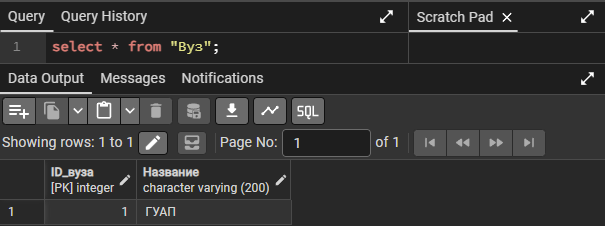 Query Query History Scratch Pad
1 select * from "Вуз";
Data Output Messages Notifications
SQL
Showing rows: 1 to 1 Page No: 1 of 1
ID_вуза Название
[PK] integer character varying (200)
1 1 ГУАП